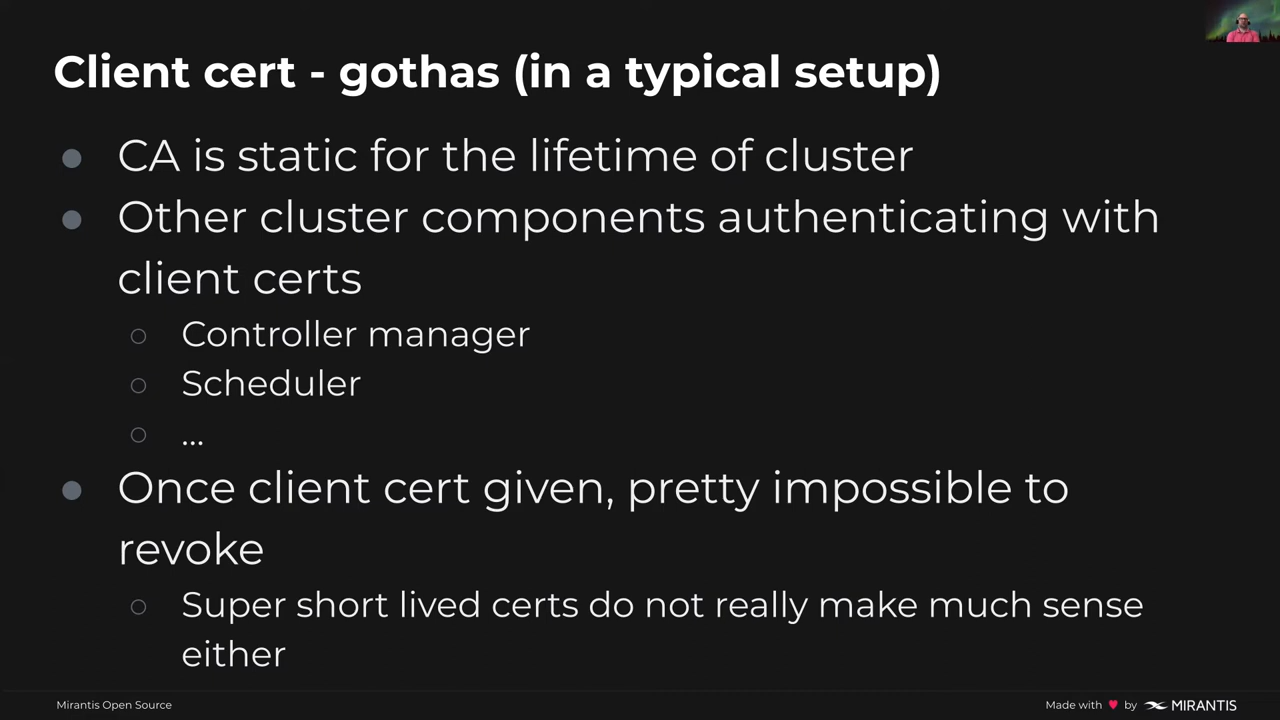 Client cert - gothas (in a typical setup)
● CA is static for the lifetime of cluster
● Other cluster components authenticating with
client certs
○ Controller manager
○ Scheduler
○ ...
● Once client cert given, pretty impossible to
revoke
○ Super short lived certs do not really make much sense
either
Mirantis Open Source
Made with ♥ by MIRANTIS